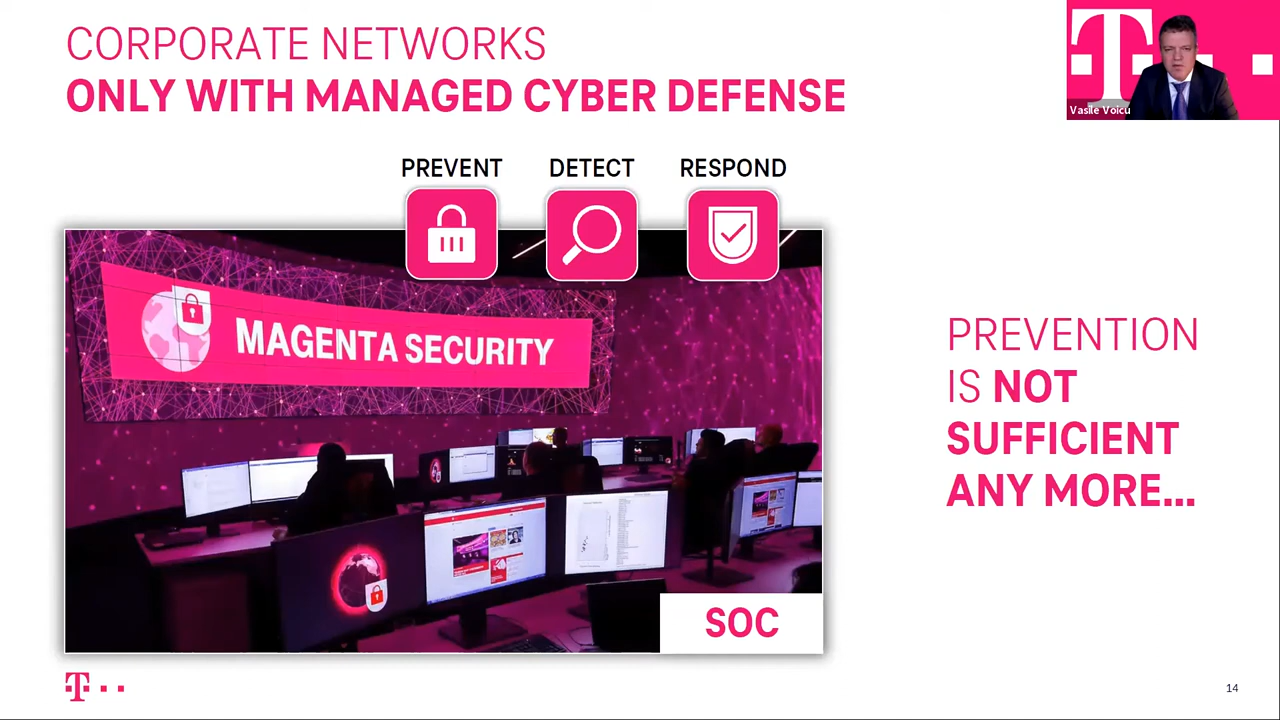 CORPORATE NETWORKS
ONLY WITH MANAGED CYBER DEFENSE
T
Vasile Voicu
PREVENT DETECT RESPOND
MAGENTA SECURITY
PREVENTION
IS NOT
SUFFICIENT
ANY MORE...
SOC
T
14